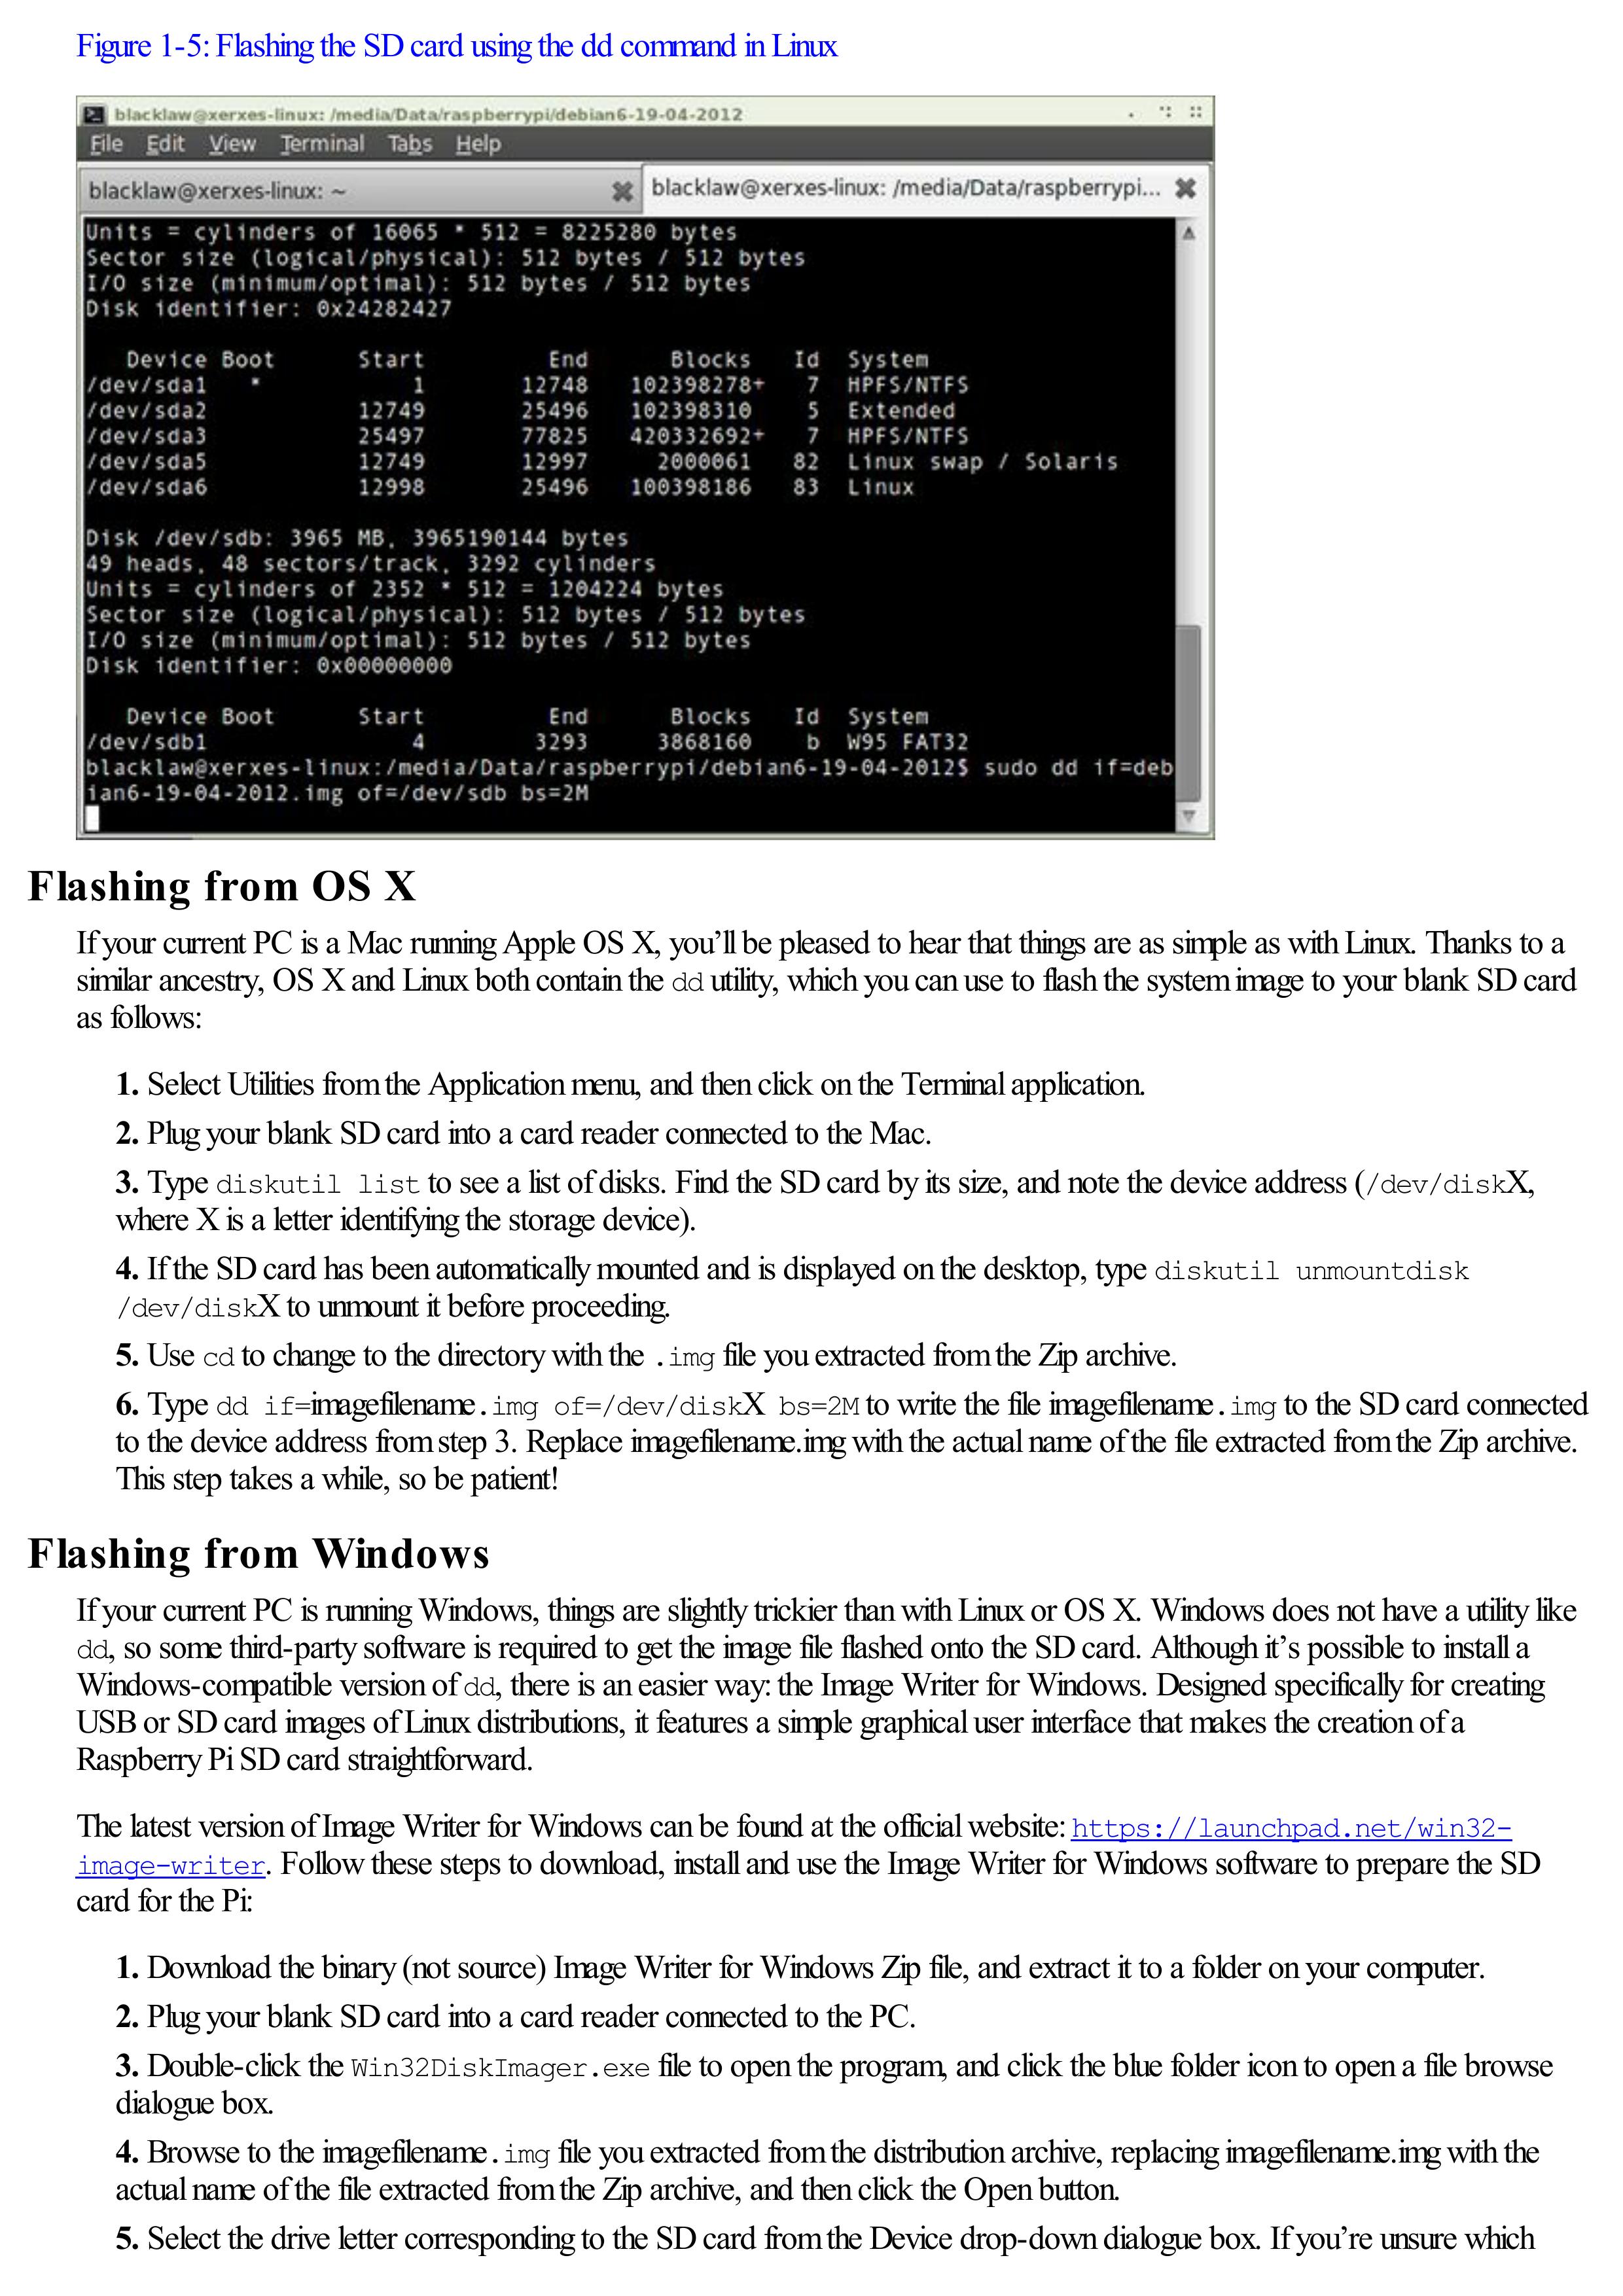 Figure 1-5: Flashing the SD card using the dd command in Linux
blacklaw@xerxes-linux: /media/Data/raspberrypi/debian6-19-04-2012
File Edit View Terminal Tabs Help
blacklaw@xerxes-linux: ~
blacklaw@xerxes-linux: /media/Data/raspberrypi...
Units = cylinders of 16065 * 512 = 8225280 bytes
Sector size (logical/physical): 512 bytes / 512 bytes
I/O size (minimum/optimal): 512 bytes / 512 bytes
Disk identifier: 0x24282427
Device Boot Start End Blocks Id System
/dev/sda1 * 1 12748 102398278+ 7 HPFS/NTFS
/dev/sda2 12749 25496 102398310 5 Extended
/dev/sda3 25497 77825 420332692+ 7 HPFS/NTFS
/dev/sda5 12749 12997 2000061 82 Linux swap / Solaris
/dev/sda6 12998 25496 100398186 83 Linux
Disk /dev/sdb: 3965 MB, 3965190144 bytes
49 heads, 48 sectors/track, 3292 cylinders
Units = cylinders of 2352 * 512 = 1204224 bytes
Sector size (logical/physical): 512 bytes / 512 bytes
I/O size (minimum/optimal): 512 bytes / 512 bytes
Disk identifier: 0x00000000
Device Boot Start End Blocks Id System
/dev/sdb1 4 3293 3868160 b W95 FAT32
blacklaw@xerxes-linux:/media/Data/raspberrypi/debian6-19-04-2012$ sudo dd if=deb
ian6-19-04-2012.img of=/dev/sdb bs=2M
Flashing from OS X
If your current PC is a Mac running Apple OS X, you’ll be pleased to hear that things are as simple as with Linux. Thanks to a
similar ancestry, OS X and Linux both contain the dd utility, which you can use to flash the system image to your blank SD card
as follows:
1. Select Utilities from the Application menu, and then click on the Terminal application.
2. Plug your blank SD card into a card reader connected to the Mac.
3. Type diskutil list to see a list of disks. Find the SD card by its size, and note the device address (/dev/diskX,
where X is a letter identifying the storage device).
4. If the SD card has been automatically mounted and is displayed on the desktop, type diskutil unmountdisk
/dev/diskX to unmount it before proceeding.
5. Use cd to change to the directory with the .img file you extracted from the Zip archive.
6. Type dd if=imagefilename.img of=/dev/diskX bs=2M to write the file imagefilename.img to the SD card connected
to the device address from step 3. Replace imagefilename.img with the actual name of the file extracted from the Zip archive.
This step takes a while, so be patient!
Flashing from Windows
If your current PC is running Windows, things are slightly trickier than with Linux or OS X. Windows does not have a utility like
dd, so some third-party software is required to get the image file flashed onto the SD card. Although it’s possible to install a
Windows-compatible version of dd, there is an easier way: the Image Writer for Windows. Designed specifically for creating
USB or SD card images of Linux distributions, it features a simple graphical user interface that makes the creation of a
Raspberry Pi SD card straightforward.
The latest version of Image Writer for Windows can be found at the official website: https://launchpad.net/win32-
image-writer. Follow these steps to download, install and use the Image Writer for Windows software to prepare the SD
card for the Pi:
1. Download the binary (not source) Image Writer for Windows Zip file, and extract it to a folder on your computer.
2. Plug your blank SD card into a card reader connected to the PC.
3. Double-click the Win32DiskImager.exe file to open the program, and click the blue folder icon to open a file browse
dialogue box.
4. Browse to the imagefilename.img file you extracted from the distribution archive, replacing imagefilename.img with the
actual name of the file extracted from the Zip archive, and then click the Open button.
5. Select the drive letter corresponding to the SD card from the Device drop-down dialogue box. If you’re unsure which